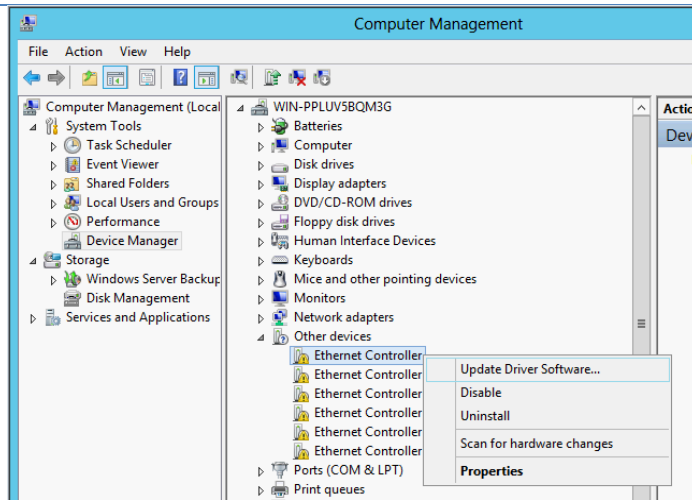 Computer Management
File Action View Help
Computer Management (Local
System Tools
Task Scheduler
Event Viewer
Shared Folders
Local Users and Groups
Performance
Device Manager
Storage
Windows Server Backup
Disk Management
Services and Applications
WIN-PPLUV5BQM3G
Batteries
Computer
Disk drives
Display adapters
DVD/CD-ROM drives
Floppy disk drives
Human Interface Devices
Keyboards
Mice and other pointing devices
Monitors
Network adapters
Other devices
Ethernet Controller
Ethernet Controller
Ethernet Controller
Ethernet Controller
Ethernet Controller
Ethernet Controller
Ports (COM & LPT)
Print queues
Update Driver Software...
Disable
Uninstall
Scan for hardware changes
Properties
Actio
Dev